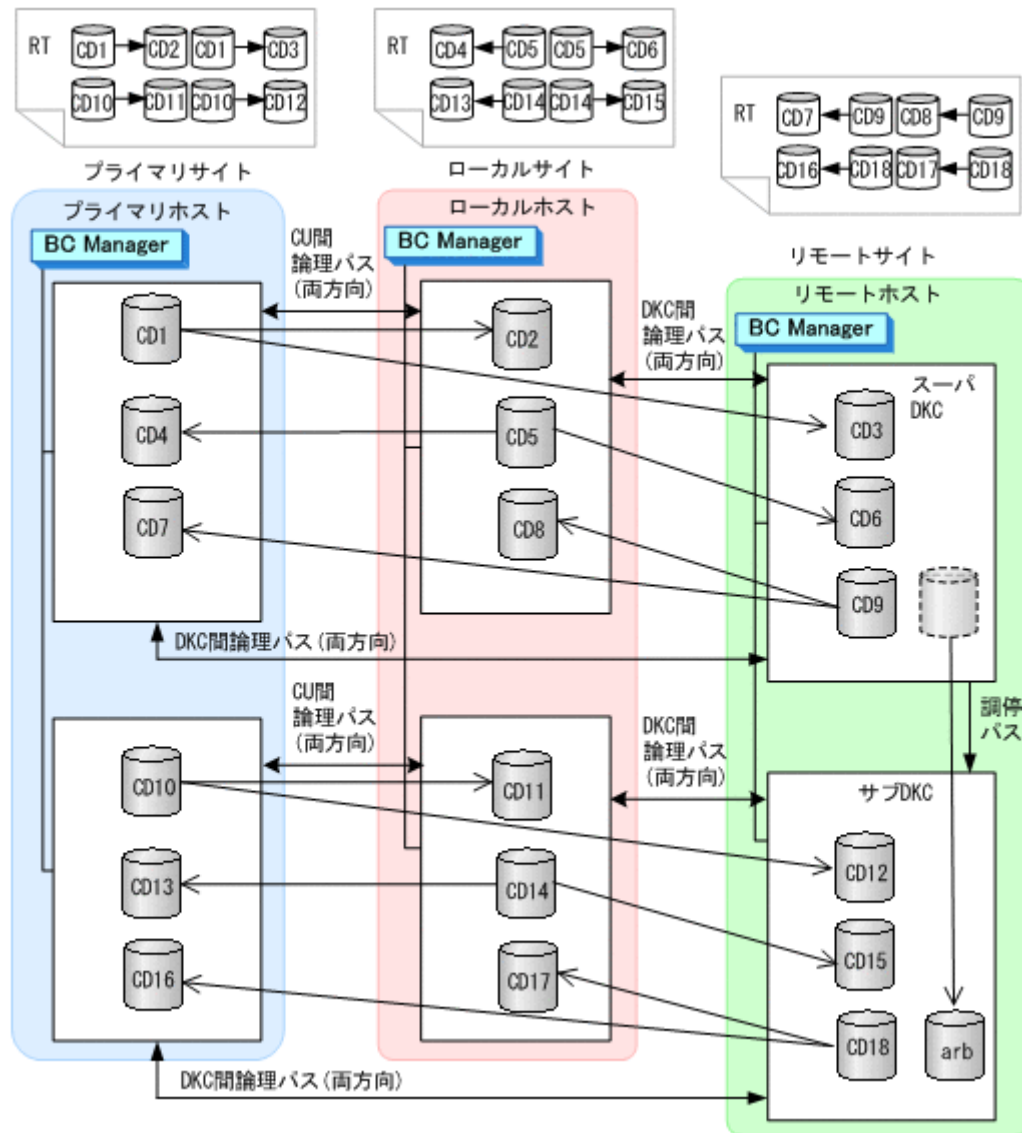 RT CD1 CD2 CD1 CD3
CD10 CD11 CD10 CD12
RT CD4 CD5 CD5 CD6
CD13 CD14 CD14 CD15
RT CD7 CD9 CD8 CD9
CD16 CD18 CD17 CD18
プライマリサイト
ローカルサイト
リモートサイト
プライマリホスト
ローカルホスト
リモートホスト
BC Manager
BC Manager
BC Manager
CU間
論理パス
(両方向)
DKC間
論理パス
(両方向)
スーパ
DKC
CD1
CD2
CD3
CD4
CD5
CD6
CD7
CD8
CD9
DKC間論理パス(両方向)
調停
パス
CU間
論理パス
(両方向)
DKC間
論理パス
(両方向)
サブDKC
CD10
CD11
CD12
CD13
CD14
CD15
CD16
CD17
CD18
arb
DKC間論理パス(両方向)